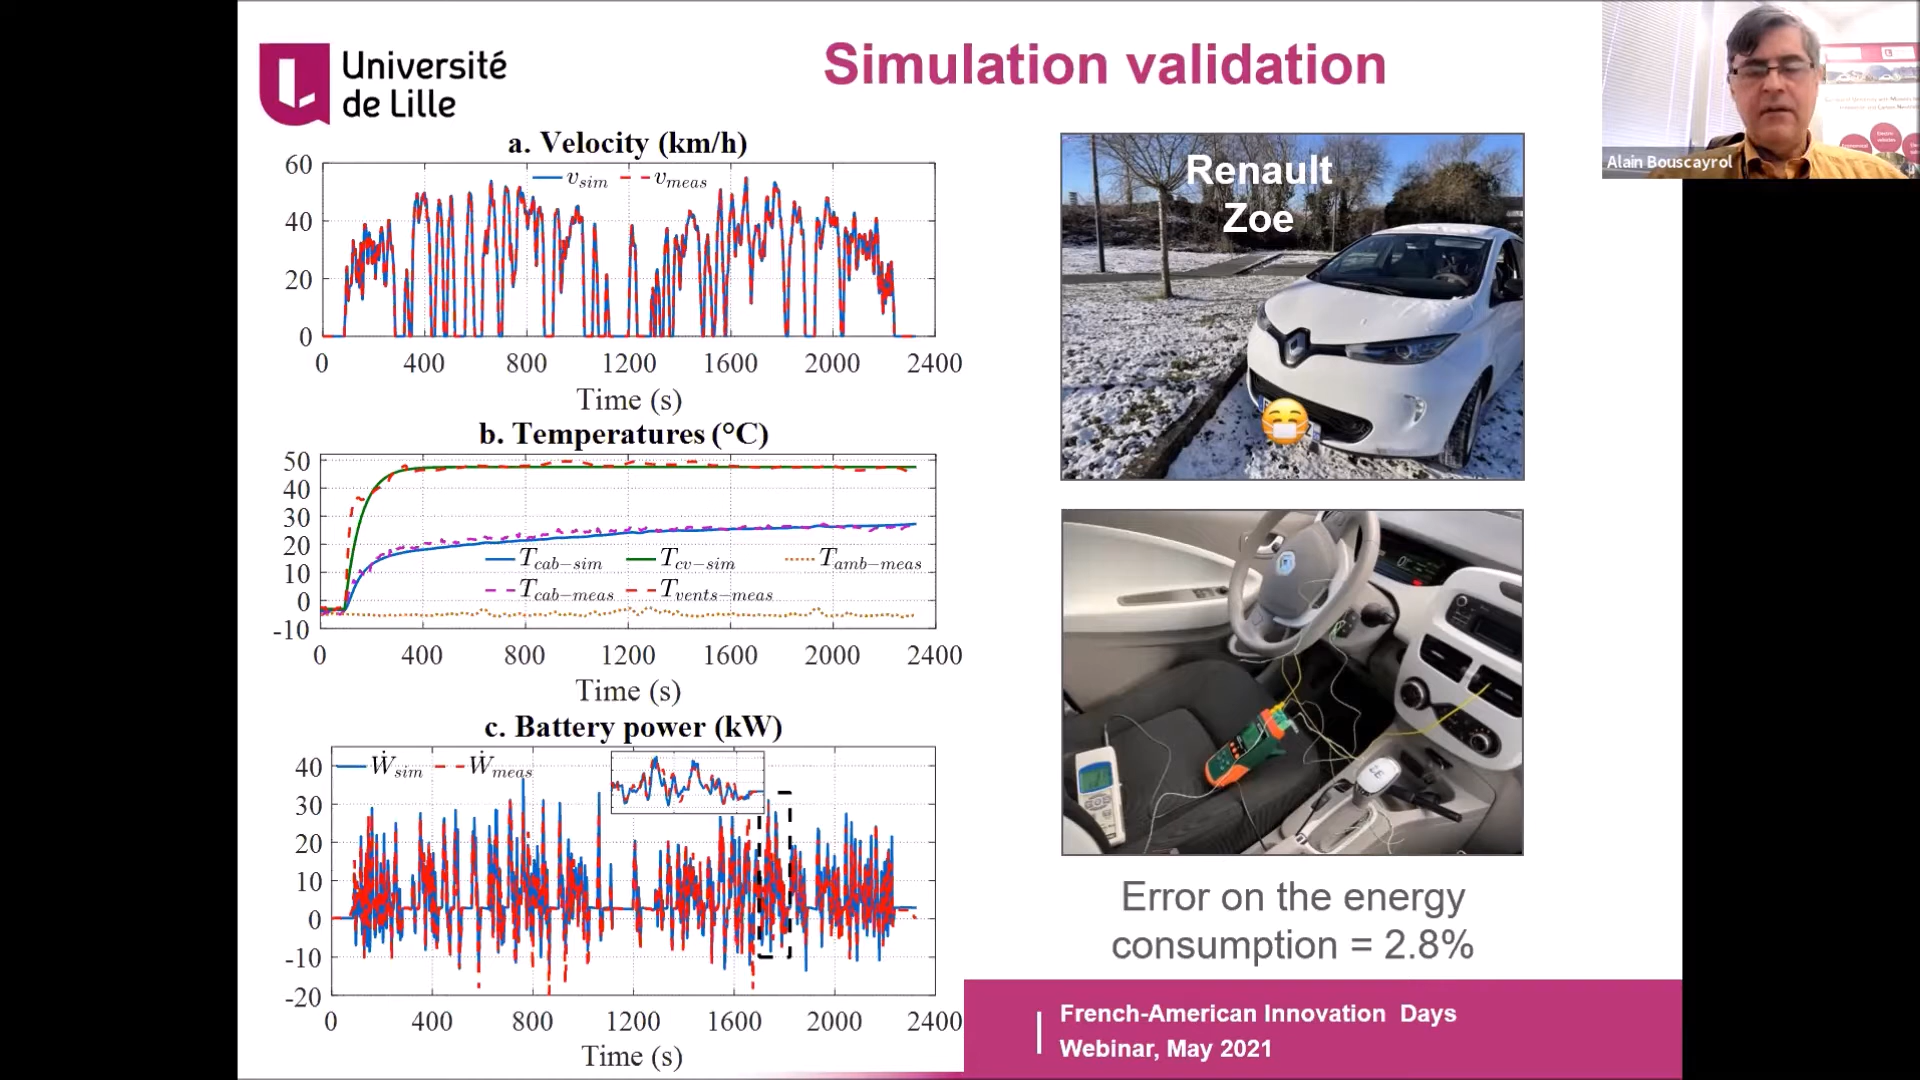 Université
de Lille
Simulation validation
Alain Bouscayrol
a. Velocity (km/h)
v_sim v_meas
60
40
20
0
0 400 800 1200 1600 2000 2400
Time (s)
b. Temperatures (°C)
50
40
30
20
10
0
-10
T_cab-sim T_cv-sim T_amb-meas
T_cab-meas T_vents-meas
0 400 800 1200 1600 2000 2400
Time (s)
c. Battery power (kW)
Ẇ_sim Ẇ_meas
40
30
20
10
0
-10
-20
0 400 800 1200 1600 2000 2400
Time (s)
Renault
Zoe
Error on the energy
consumption = 2.8%
French-American Innovation Days
Webinar, May 2021